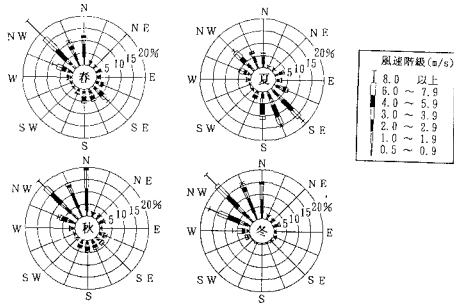 N
NW
NE
5 10 15 20%
W
春
E
SW
SE
S
N
NW
NE
5 10 15 20%
W
夏
E
SW
SE
S
風速階級(m/s)
8.0 以上
6.0 ～ 7.9
4.0 ～ 5.9
3.0 ～ 3.9
2.0 ～ 2.9
1.0 ～ 1.9
0.5 ～ 0.9
N
NW
NE
5 10 15 20%
W
秋
E
SW
SE
S
N
NW
NE
5 10 15 20%
W
冬
E
SW
SE
S